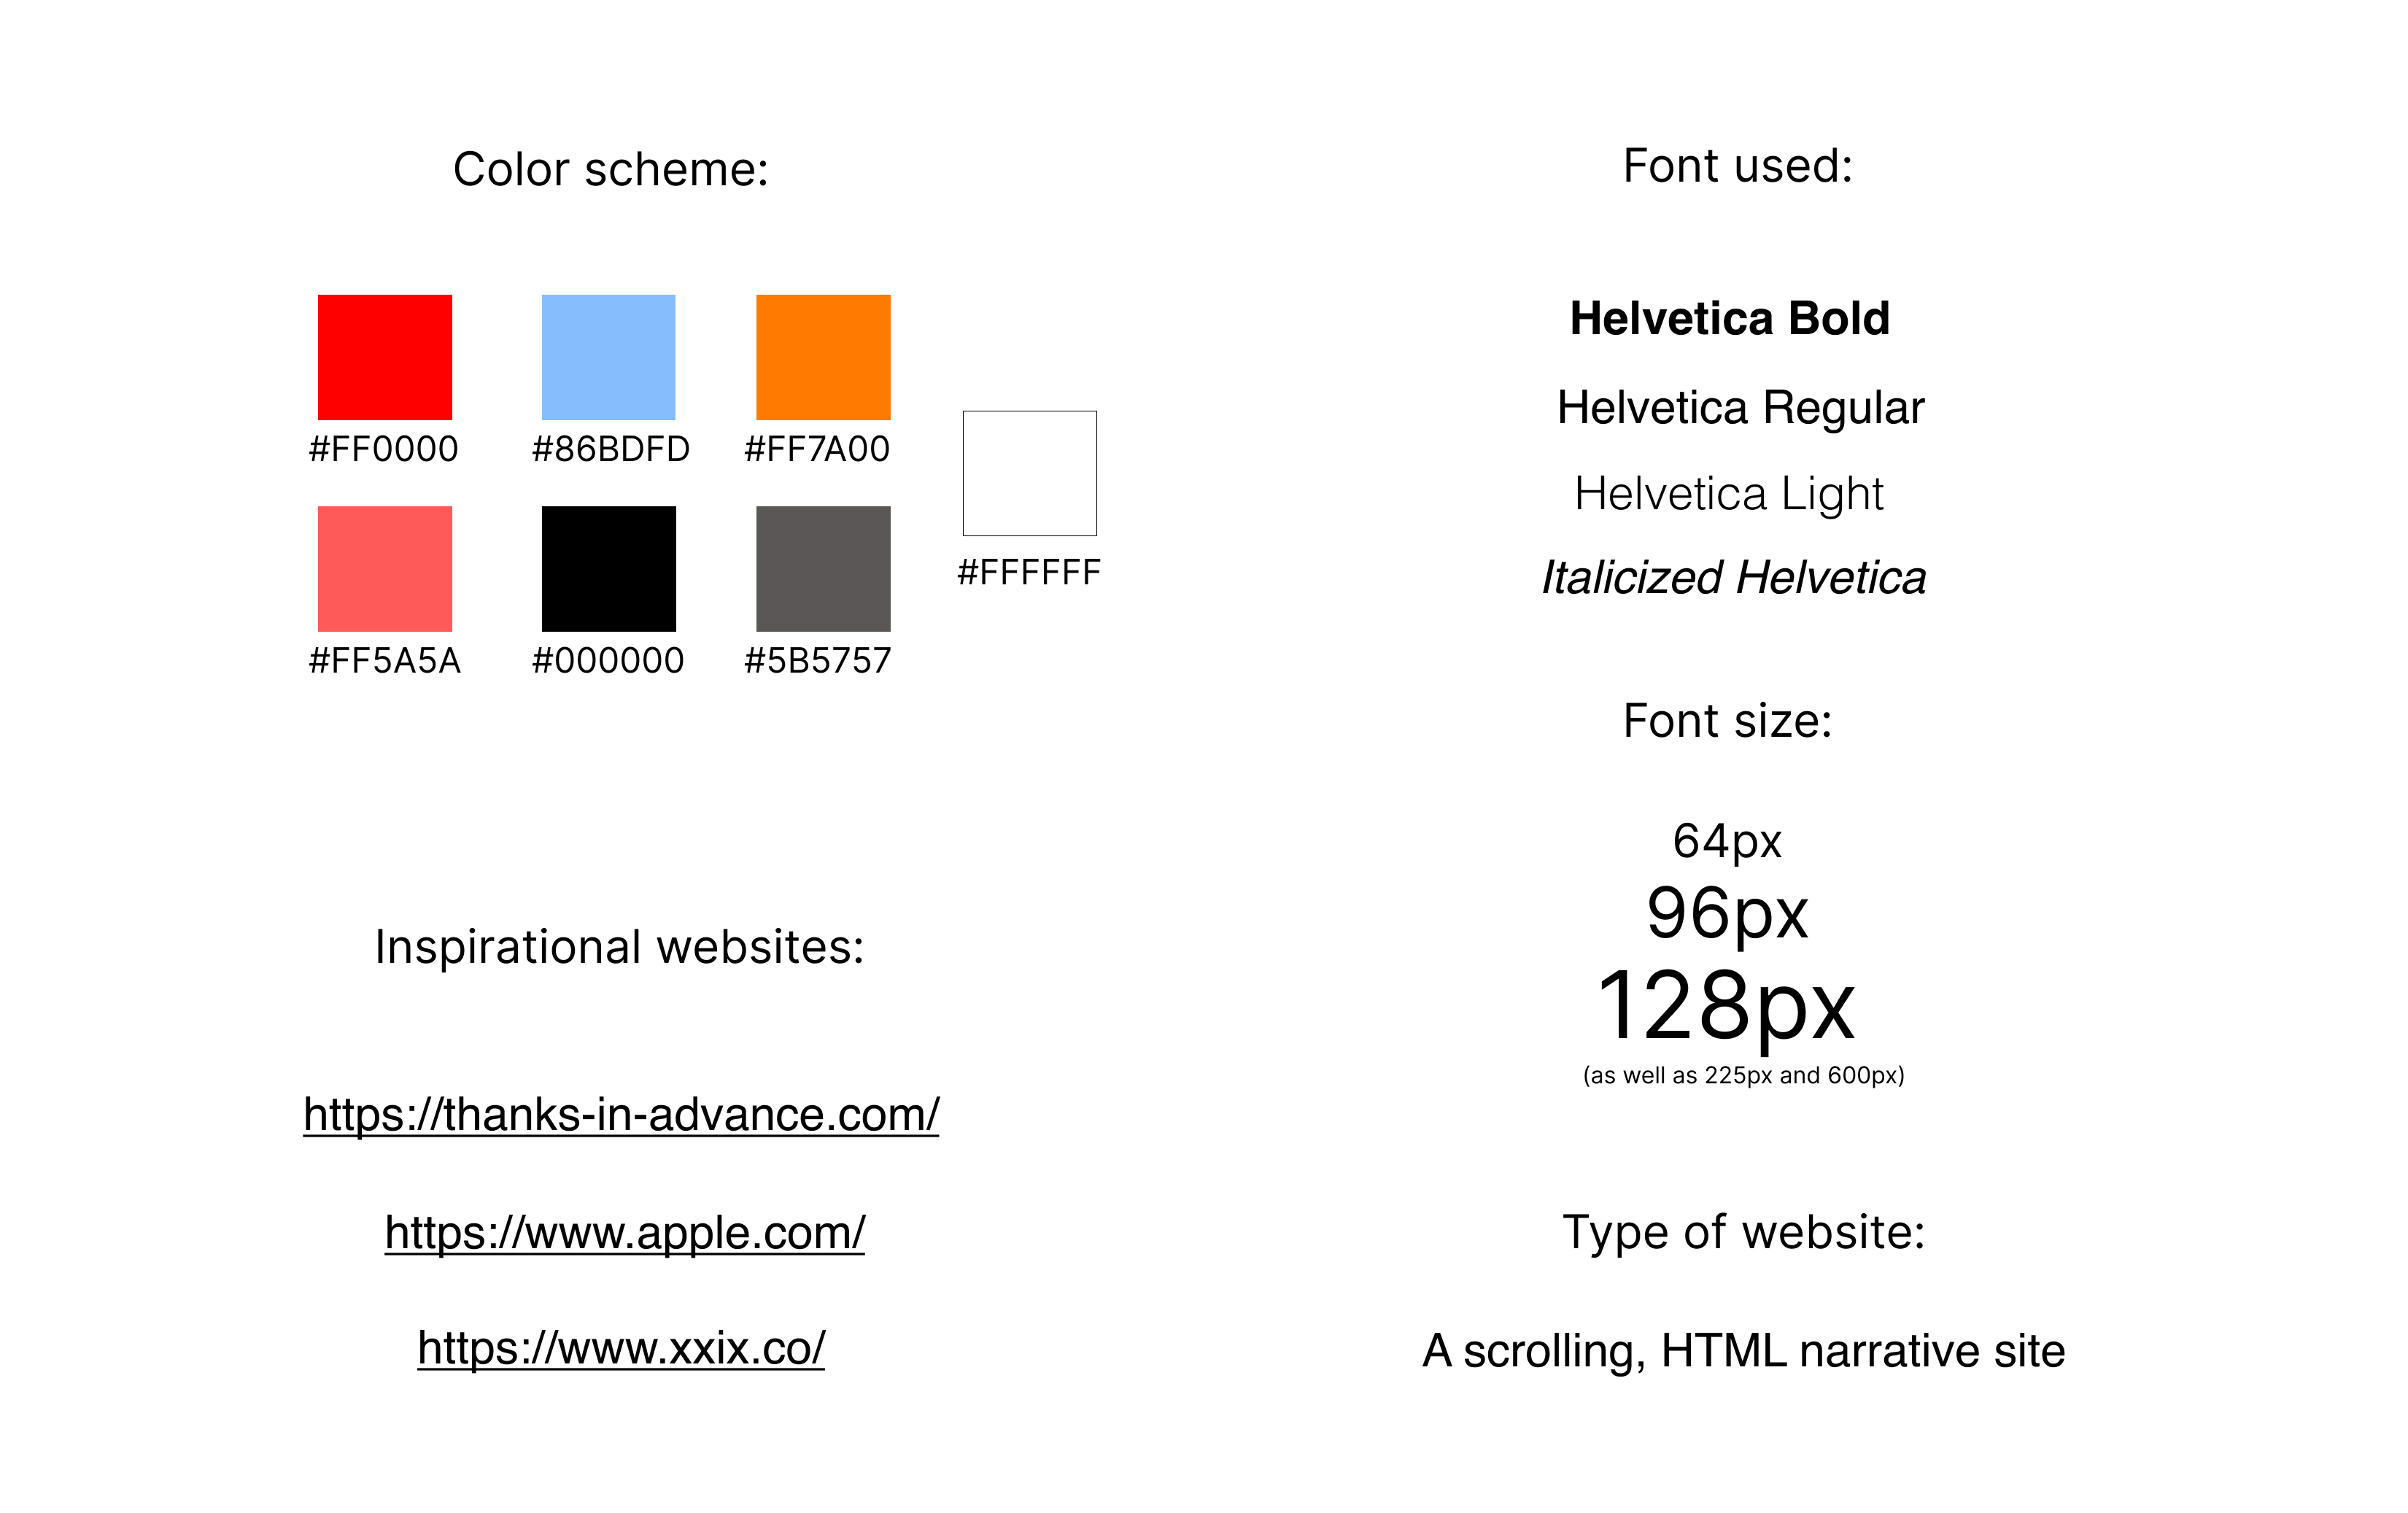 Color scheme:
#FF0000
#86BDFD
#FF7A00
#FFFFFF
#FF5A5A
#000000
#5B5757
Inspirational websites:
https://thanks-in-advance.com/
https://www.apple.com/
https://www.xxix.co/
Font used:
Helvetica Bold
Helvetica Regular
Helvetica Light
Italicized Helvetica
Font size:
64px
96px
128px
(as well as 225px and 600px)
Type of website:
A scrolling, HTML narrative site